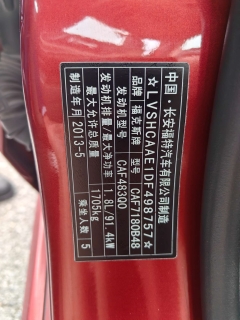 中国·长安福特汽车有限公司制造
☆LVSHCAAE1DF498757☆
品牌/型号 福克斯牌 CAF7180B48
发动机型号 CAF483Q0
发动机排量/最大净功率 1.8L/91.4kW
最大允许总质量 1705kg
制造年月 2013-5 乘坐人数 5